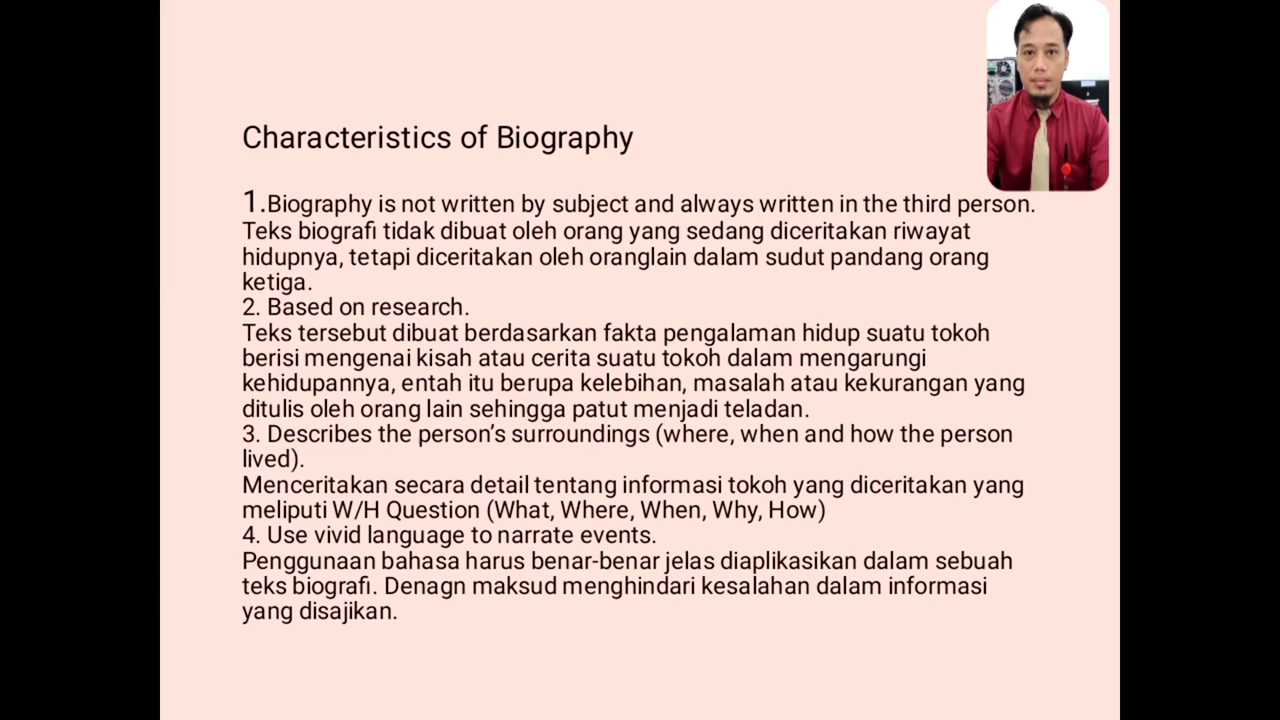 Characteristics of Biography
1.Biography is not written by subject and always written in the third person.
Teks biografi tidak dibuat oleh orang yang sedang diceritakan riwayat
hidupnya, tetapi diceritakan oleh oranglain dalam sudut pandang orang
ketiga.
2. Based on research.
Teks tersebut dibuat berdasarkan fakta pengalaman hidup suatu tokoh
berisi mengenai kisah atau cerita suatu tokoh dalam mengarungi
kehidupannya, entah itu berupa kelebihan, masalah atau kekurangan yang
ditulis oleh orang lain sehingga patut menjadi teladan.
3. Describes the person’s surroundings (where, when and how the person
lived).
Menceritakan secara detail tentang informasi tokoh yang diceritakan yang
meliputi W/H Question (What, Where, When, Why, How)
4. Use vivid language to narrate events.
Penggunaan bahasa harus benar-benar jelas diaplikasikan dalam sebuah
teks biografi. Denagn maksud menghindari kesalahan dalam informasi
yang disajikan.